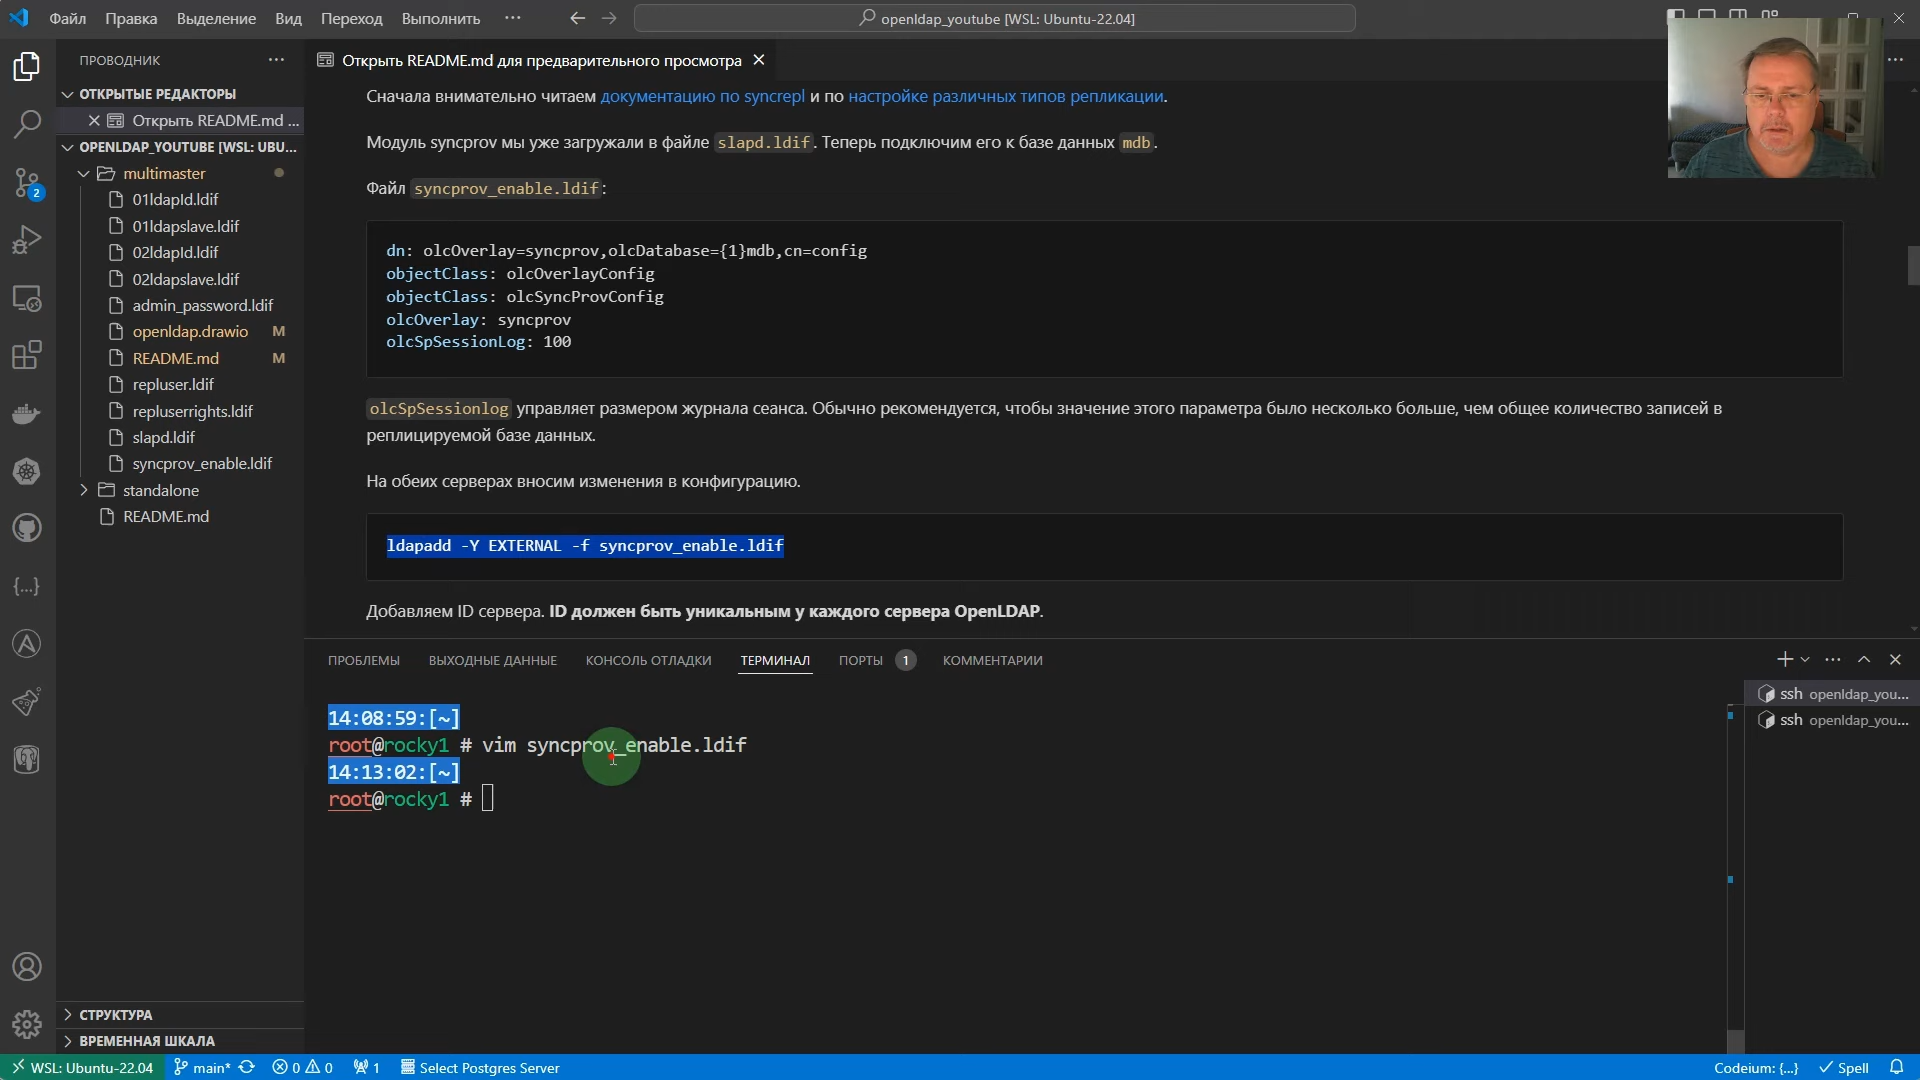 Файл Правка Выделение Вид Переход Выполнить ··· openldap_youtube [WSL: Ubuntu-22.04]
ПРОВОДНИК
ОТКРЫТЫЕ РЕДАКТОРЫ
Открыть README.md ...
OPENLDAP_YOUTUBE [WSL: UBU...
multimaster
01ldapId.ldif
01ldapslave.ldif
02ldapId.ldif
02ldapslave.ldif
admin_password.ldif
openldap.drawio M
README.md M
repluser.ldif
repluserrights.ldif
slapd.ldif
syncprov_enable.ldif
standalone
README.md
СТРУКТУРА
ВРЕМЕННАЯ ШКАЛА
2
Открыть README.md для предварительного просмотра
Сначала внимательно читаем документацию по syncrepl и по настройке различных типов репликации.
Модуль syncprov мы уже загружали в файле slapd.ldif. Теперь подключим его к базе данных mdb.
Файл syncprov_enable.ldif:
dn: olcOverlay=syncprov,olcDatabase={1}mdb,cn=config
objectClass: olcOverlayConfig
objectClass: olcSyncProvConfig
olcOverlay: syncprov
olcSpSessionLog: 100
olcSpSessionlog управляет размером журнала сеанса. Обычно рекомендуется, чтобы значение этого параметра было несколько больше, чем общее количество записей в
реплицируемой базе данных.
На обеих серверах вносим изменения в конфигурацию.
ldapadd -Y EXTERNAL -f syncprov_enable.ldif
Добавляем ID сервера. ID должен быть уникальным у каждого сервера OpenLDAP.
ПРОБЛЕМЫ ВЫХОДНЫЕ ДАННЫЕ КОНСОЛЬ ОТЛАДКИ ТЕРМИНАЛ ПОРТЫ 1 КОММЕНТАРИИ
14:08:59:[~]
root@rocky1 # vim syncprov_enable.ldif
14:13:02:[~]
root@rocky1 #
ssh openldap_you...
ssh openldap_you...
WSL: Ubuntu-22.04 main* 0 0 1 Select Postgres Server Codeium: {...} Spell